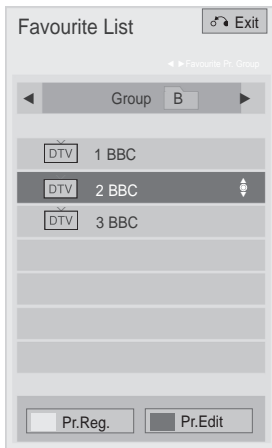 Favourite List
Exit
◄ ►Favourite Pr. Group
◄ Group B ►
DTV 1 BBC
DTV 2 BBC
DTV 3 BBC
Pr.Reg.
Pr.Edit